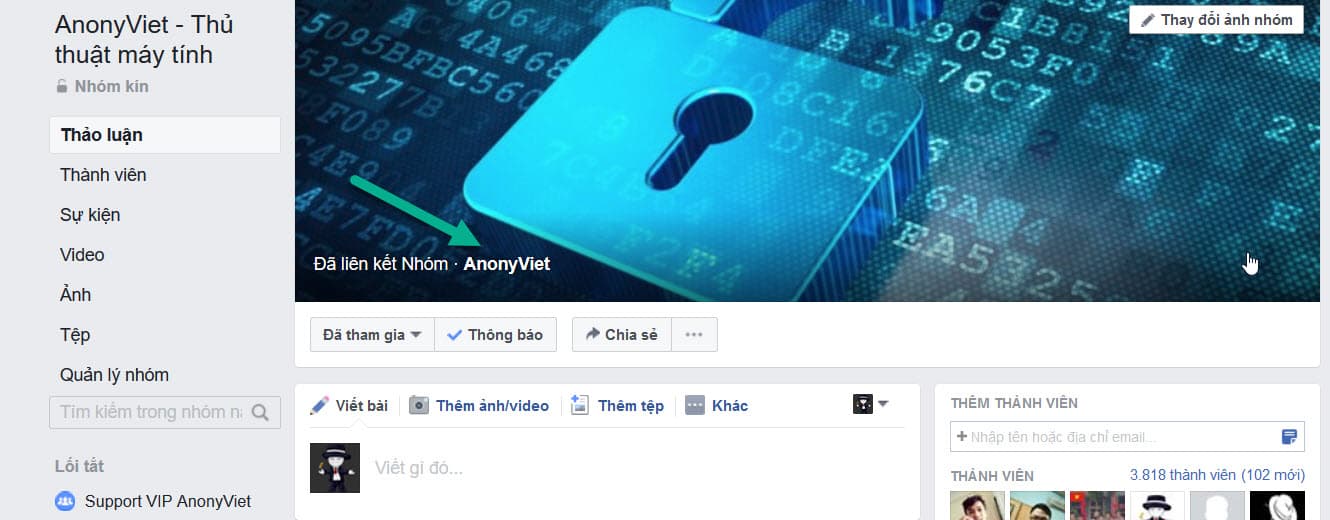 AnonyViet - Thủ
thuật máy tính
Nhóm kín
Thảo luận
Thành viên
Sự kiện
Video
Ảnh
Tệp
Quản lý nhóm
Tìm kiếm trong nhóm
Lối tắt
Support VIP AnonyViet
Thay đổi ảnh nhóm
Đã liên kết Nhóm · AnonyViet
Đã tham gia
Thông báo
Chia sẻ
Viết bài
Thêm ảnh/video
Thêm tệp
Khác
Viết gì đó...
THÊM THÀNH VIÊN
+ Nhập tên hoặc địa chỉ email...
THÀNH VIÊN
3.818 thành viên (102 mới)